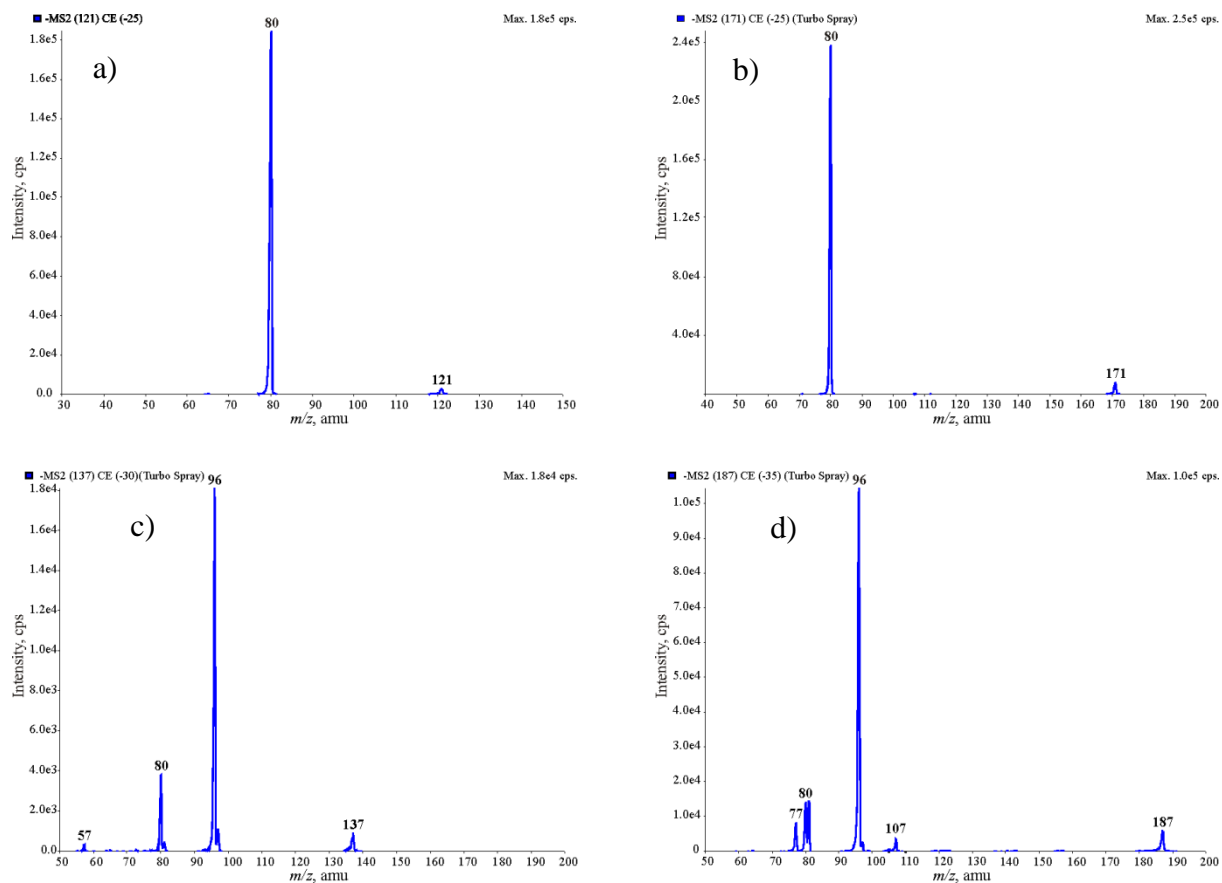 -MS2 (121) CE (-25)
Max. 1.8e5 cps.
a)
80
121
1.8e5
1.6e5
1.4e5
1.2e5
1.0e5
8.0e4
6.0e4
4.0e4
2.0e4
0.0
Intensity, cps
30 40 50 60 70 80 90 100 110 120 130 140 150
m/z, amu
-MS2 (171) CE (-25) (Turbo Spray)
Max. 2.5e5 cps.
b)
80
171
2.4e5
2.0e5
1.6e5
1.2e5
8.0e4
4.0e4
Intensity, cps
40 50 60 70 80 90 100 110 120 130 140 150 160 170 180 190 200
m/z, amu
-MS2 (137) CE (-30)(Turbo Spray)
Max. 1.8e4 cps.
c)
96
80
57
137
1.8e4
1.6e4
1.4e4
1.2e4
1.0e4
8.0e3
6.0e3
4.0e3
2.0e3
0.0
Intensity, cps
50 60 70 80 90 100 110 120 130 140 150 160 170 180 190 200
m/z, amu
-MS2 (187) CE (-35) (Turbo Spray)
Max. 1.0e5 cps.
d)
96
80
77
107
187
1.0e5
9.0e4
8.0e4
7.0e4
6.0e4
5.0e4
4.0e4
3.0e4
2.0e4
1.0e4
0
Intensity, cps
50 60 70 80 90 100 110 120 130 140 150 160 170 180 190 200
m/z, amu